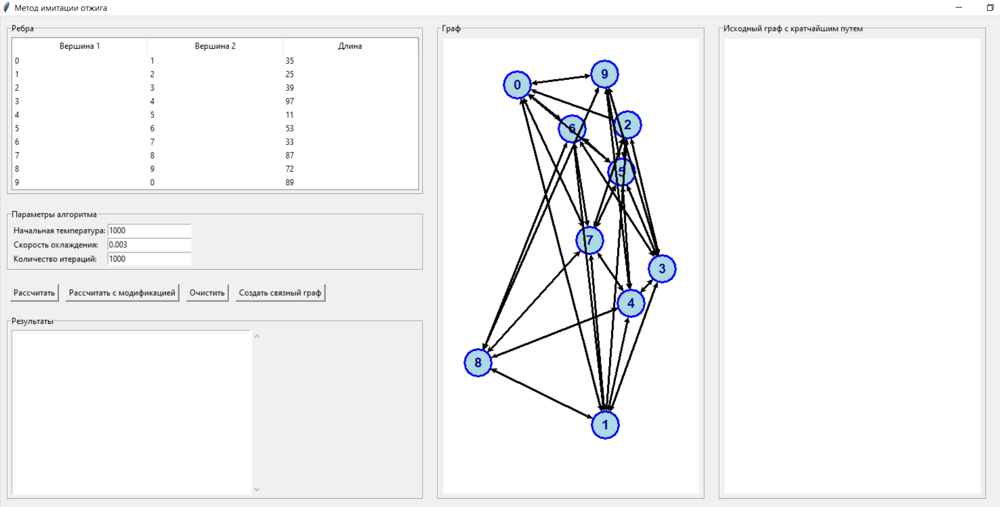 Метод имитации отжига
Ребра
Вершина 1 Вершина 2 Длина
0 1 35
1 2 25
2 3 39
3 4 97
4 5 11
5 6 53
6 7 33
7 8 87
8 9 72
9 0 89
Параметры алгоритма
Начальная температура: 1000
Скорость охлаждения: 0.003
Количество итераций: 1000
Рассчитать Рассчитать с модификацией Очистить Создать связный граф
Результаты
Граф
9
0
2
6
5
7
3
4
8
1
Исходный граф с кратчайшим путем